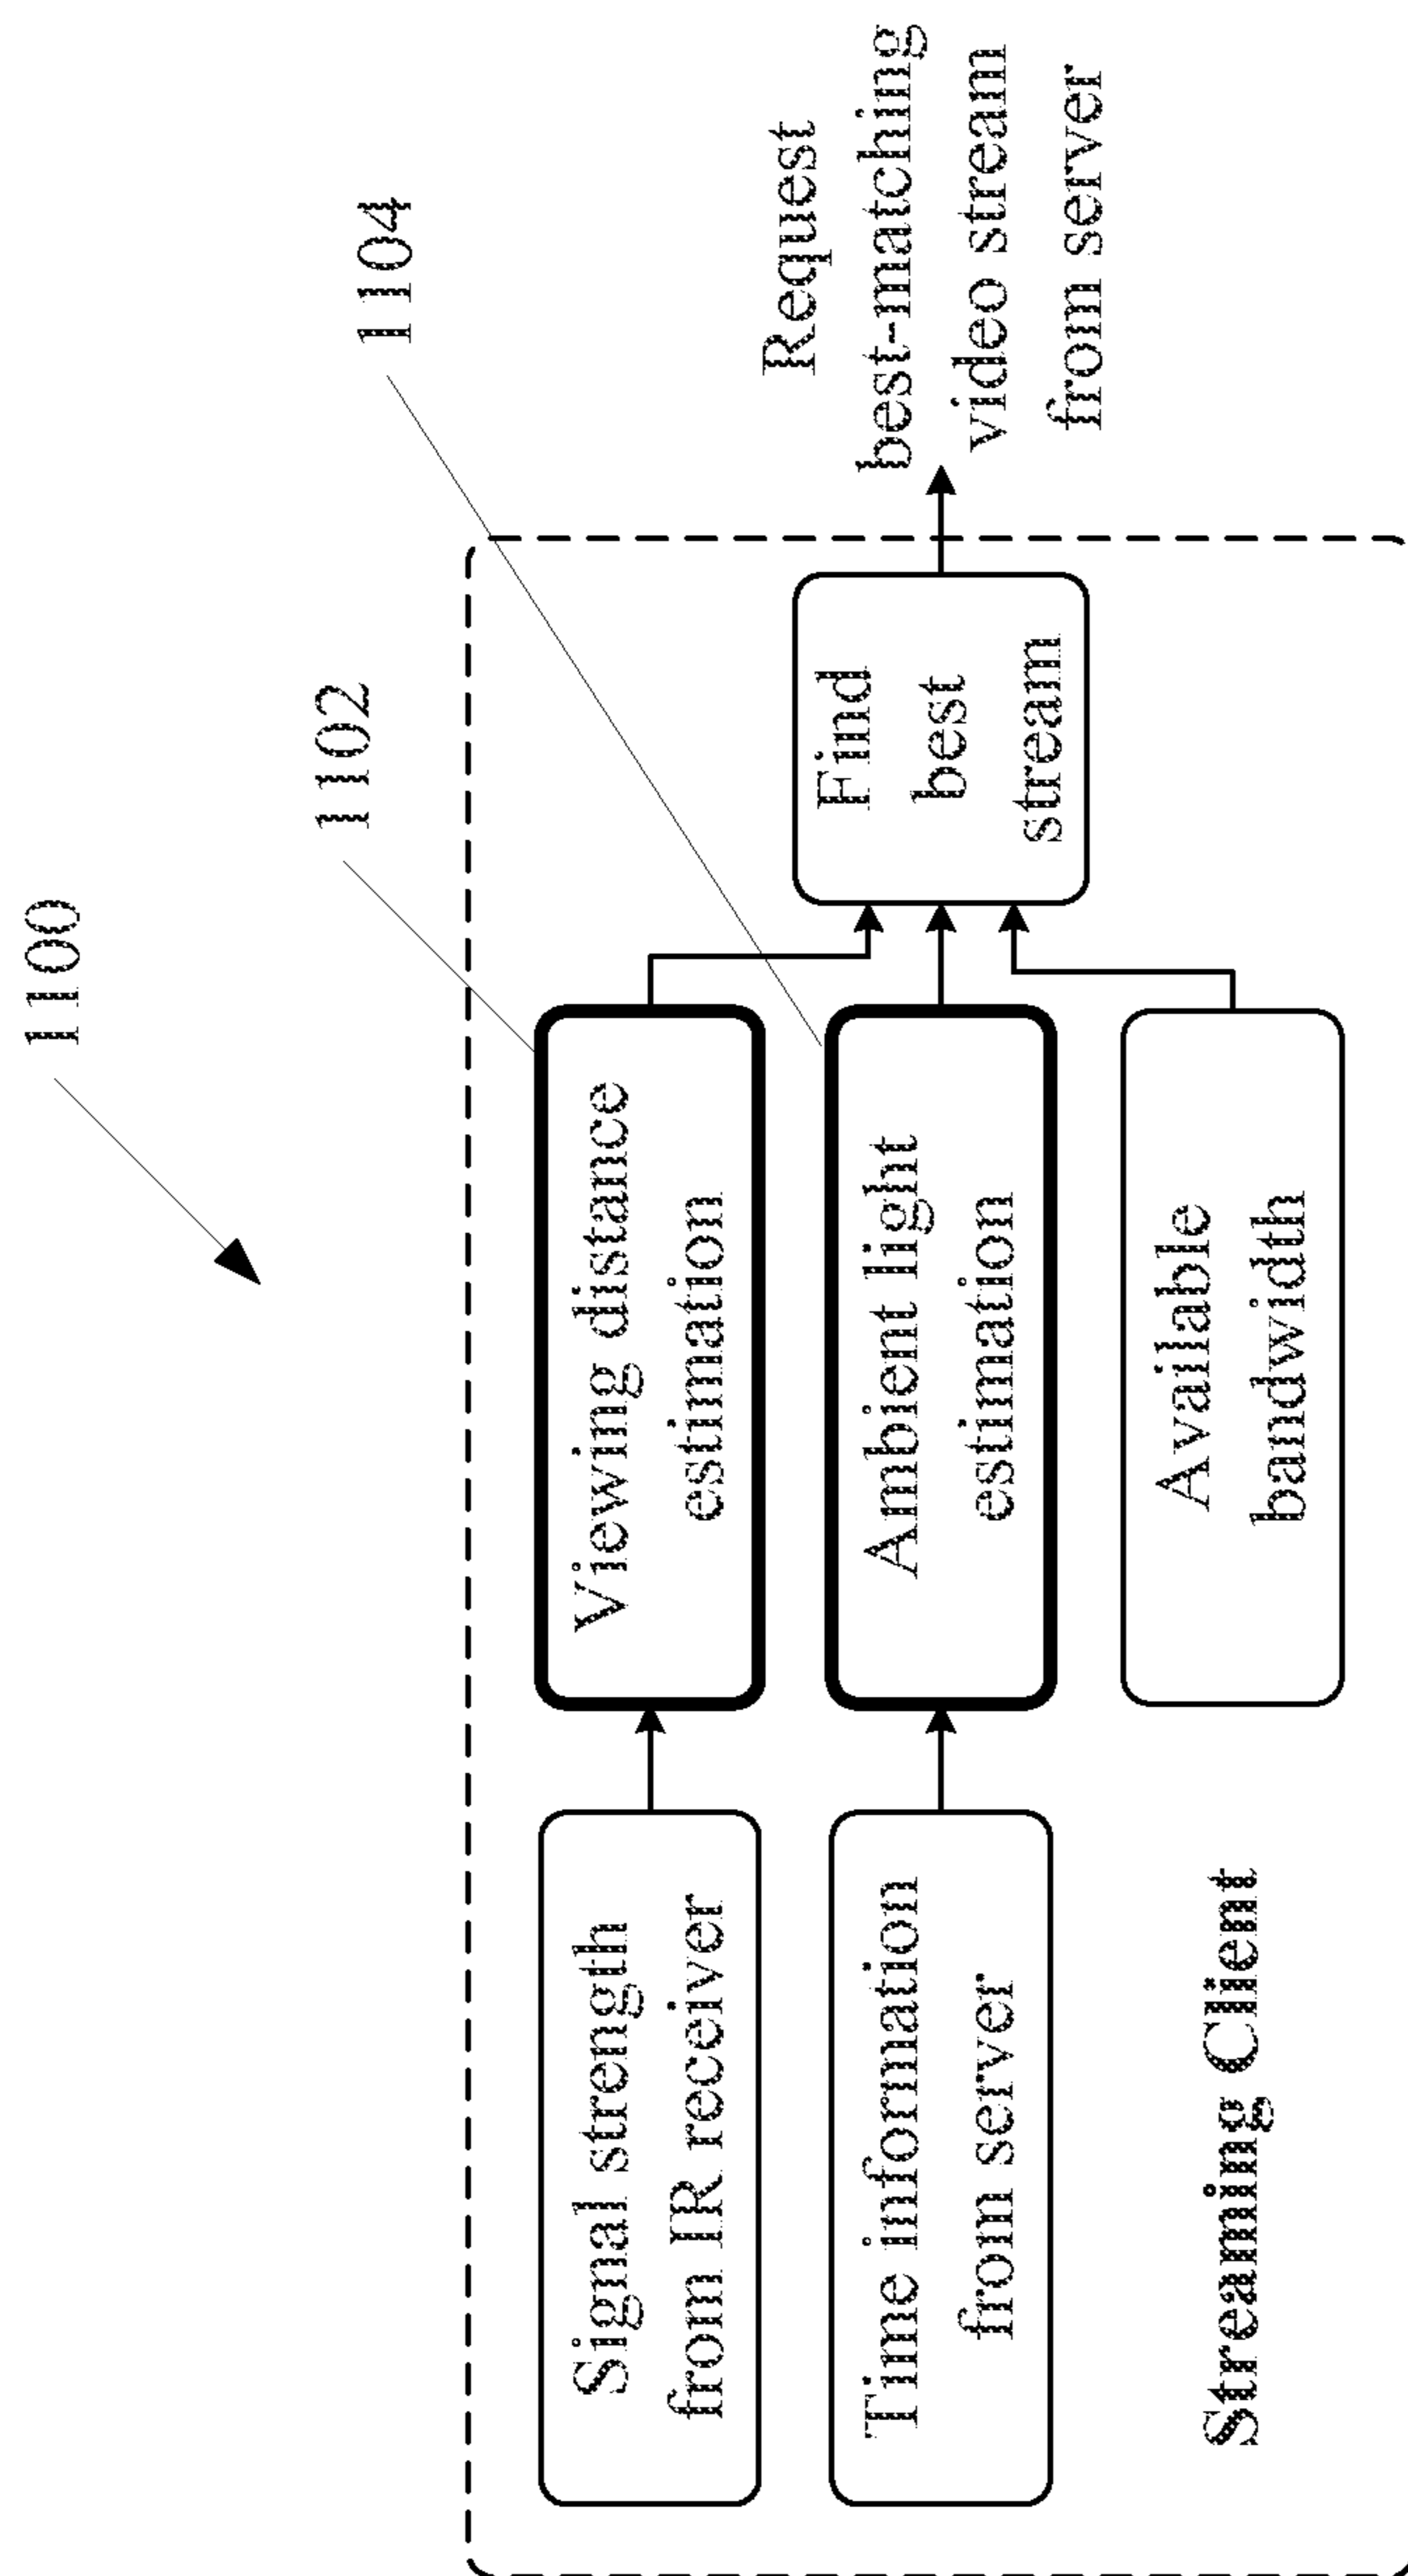 1100
1102
1104
Signal strength
from IR receiver
Viewing distance
estimation
Time information
from server
Ambient light
estimation
Find
best
stream
Request
best-matching
video stream
from server
Available
bandwidth
Streaming Client